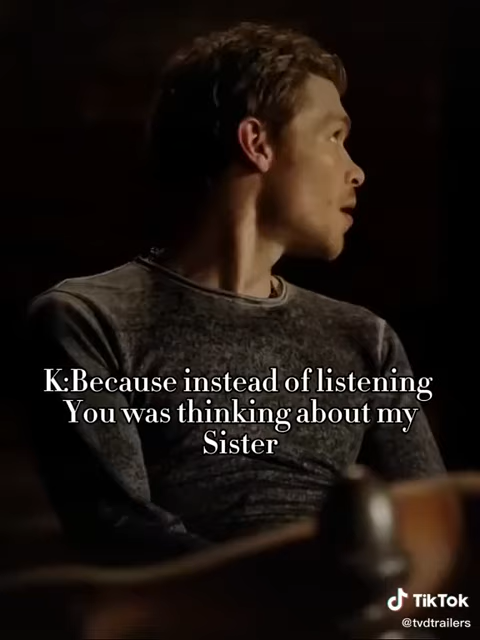 K:Because instead of listening
You was thinking about my
Sister
TikTok
@tvdtrailers